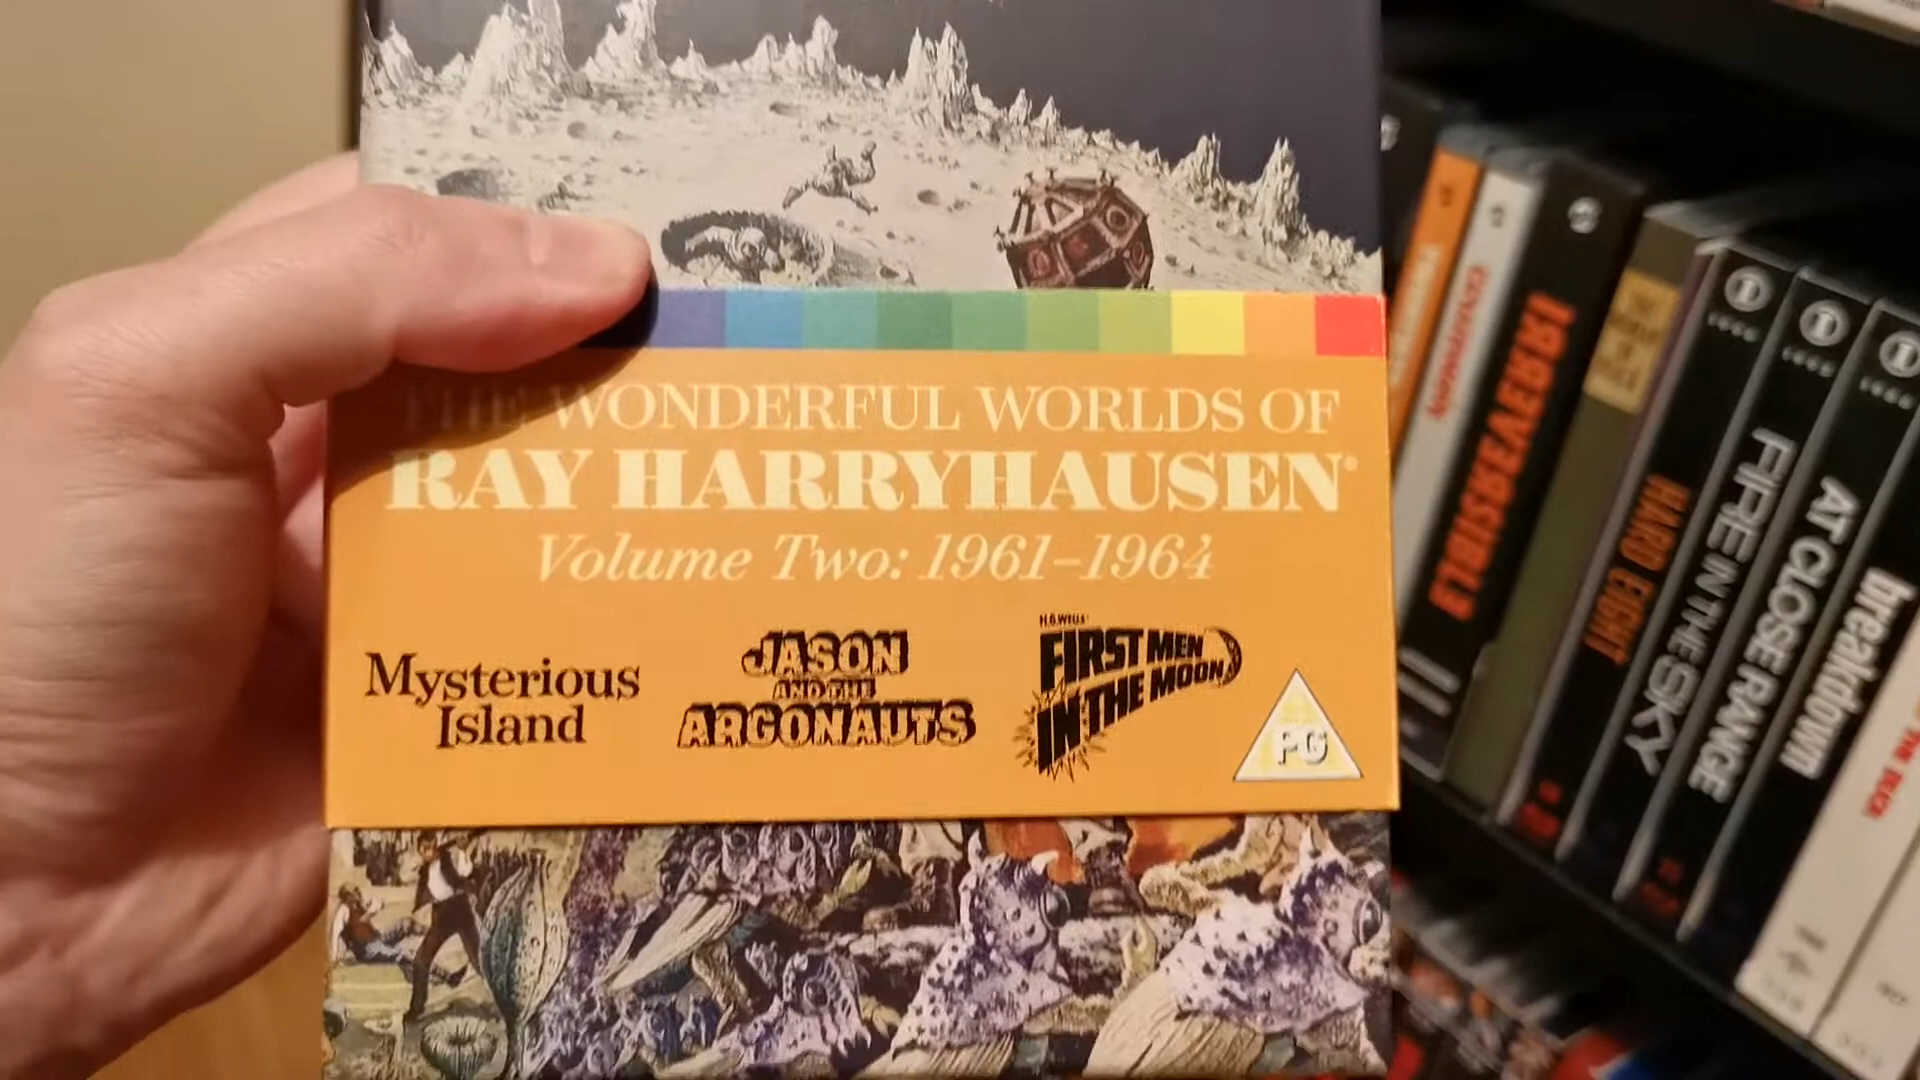 THE WONDERFUL WORLDS OF
RAY HARRYHAUSEN
Volume Two: 1961–1964
Mysterious
Island
JASON
AND THE
ARGONAUTS
H.G. WELLS'
FIRST MEN
IN THE MOON
PG
IRREVERSIBLE
HARD EIGHT
FIRE IN THE SKY
AT CLOSE RANGE
breakdown